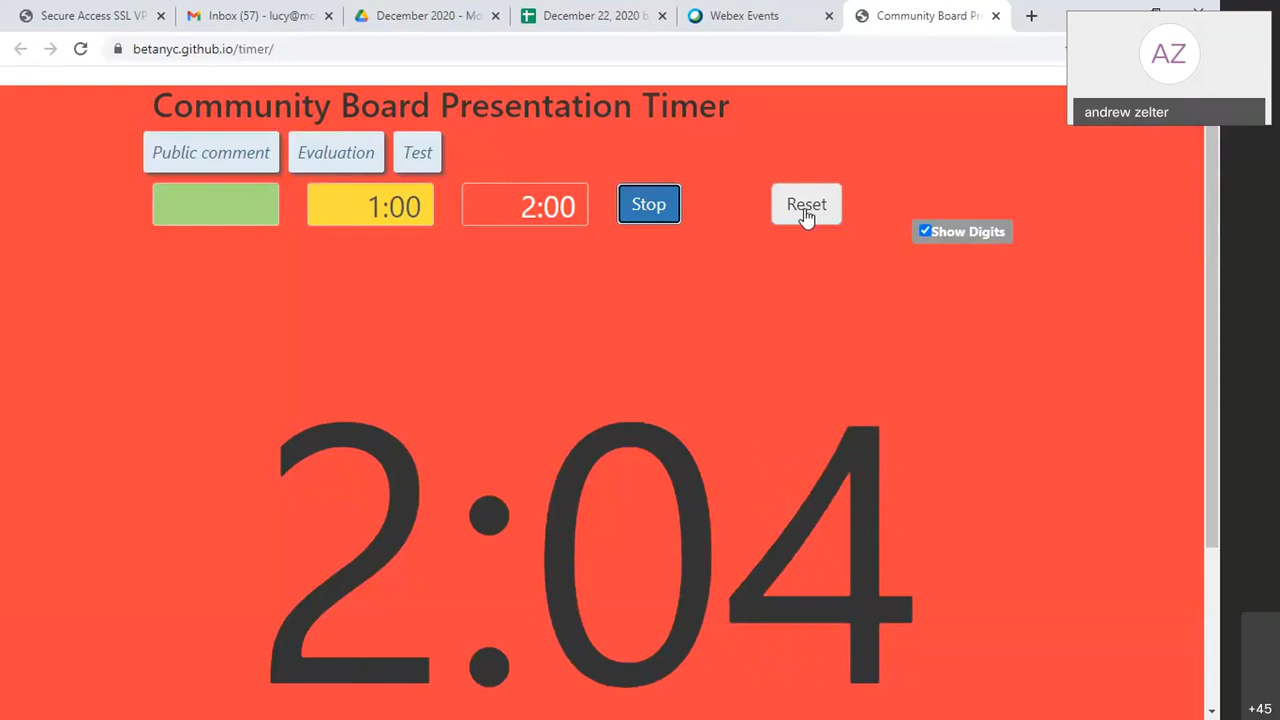 Secure Access SSL VP
Inbox (57) - lucy@mc
December 2020 - Mo
December 22, 2020 b
Webex Events
Community Board Pr
betanyc.github.io/timer/
AZ
andrew zelter
Community Board Presentation Timer
Public comment
Evaluation
Test
1:00
2:00
Stop
Reset
Show Digits
2:04
+45